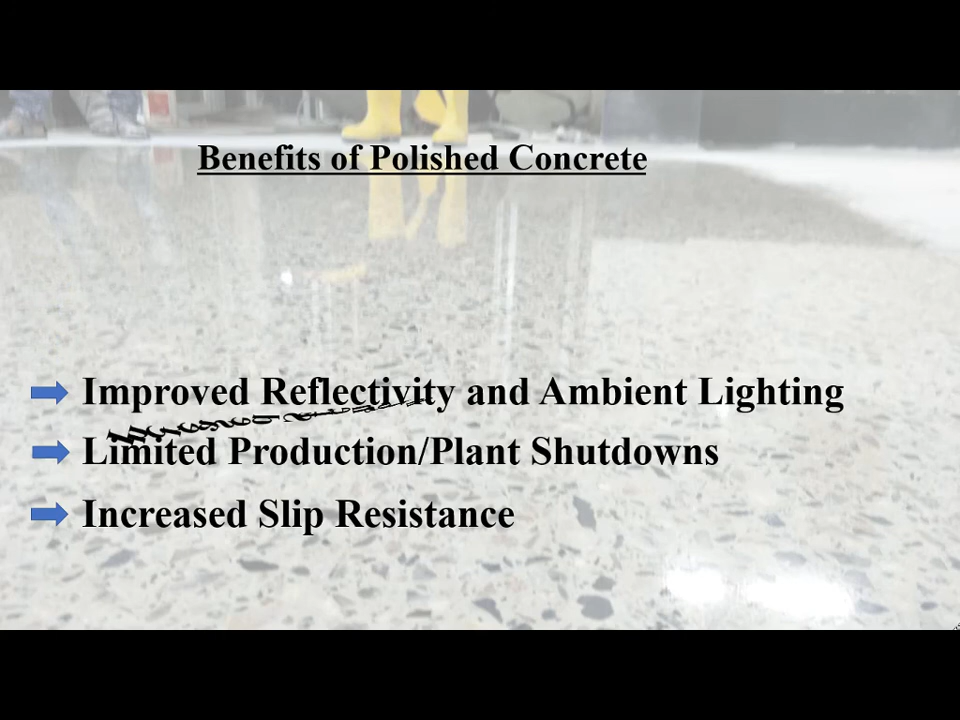 Benefits of Polished Concrete
Improved Reflectivity and Ambient Lighting
Limited Production/Plant Shutdowns
Increased Slip Resistance